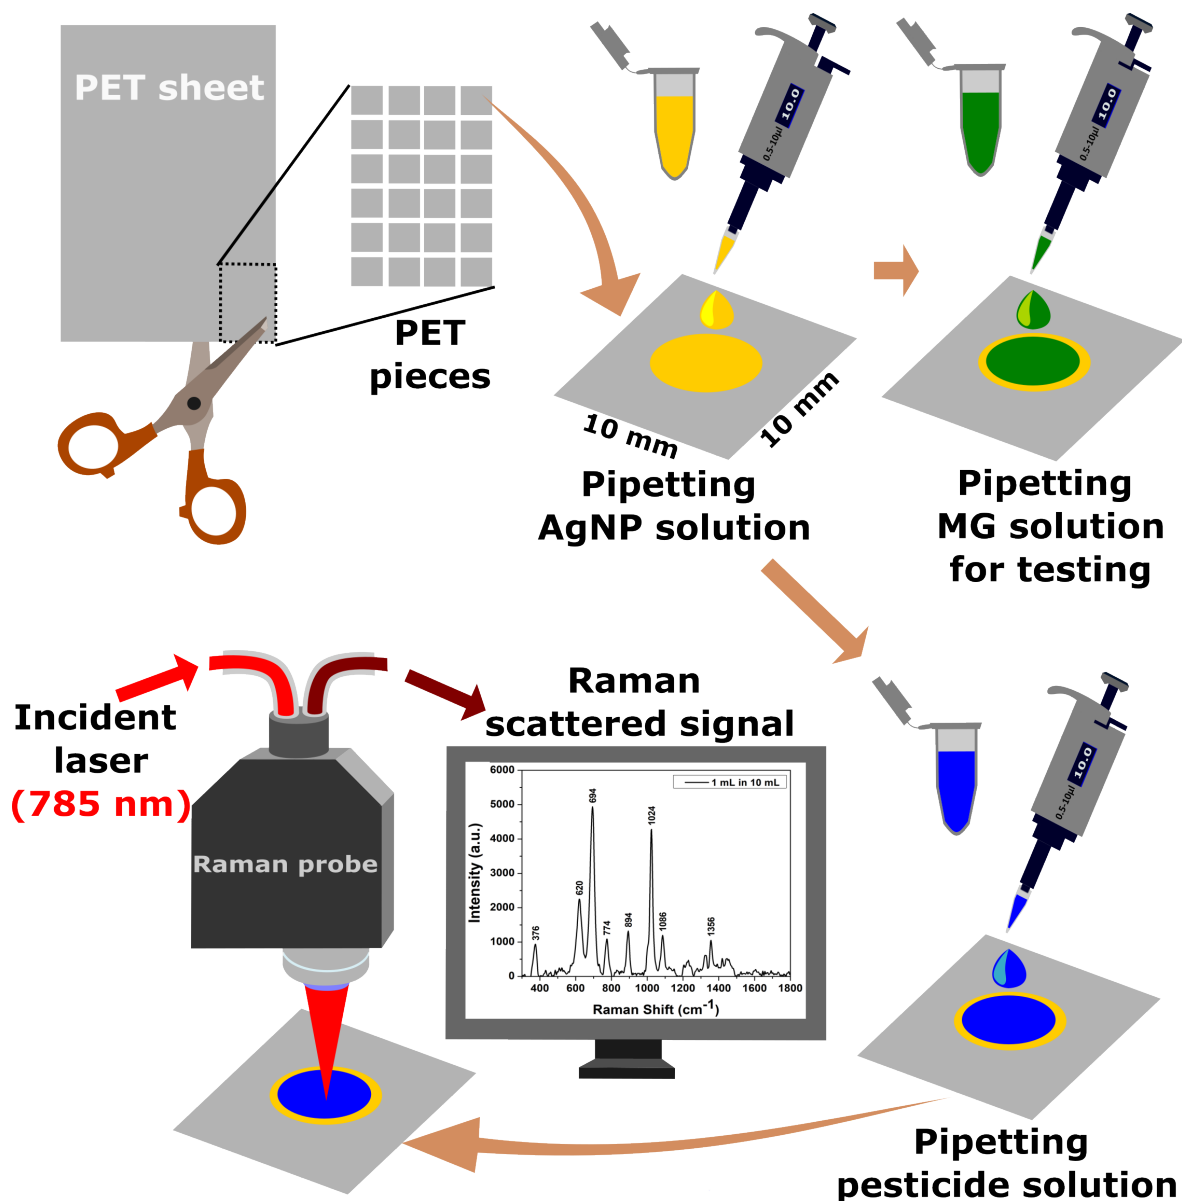 PET sheet
PET
pieces
0.5-10µl
10.0
0.5-10µl
10.0
10 mm
10 mm
Pipetting
AgNP solution
Pipetting
MG solution
for testing
Incident
laser
(785 nm)
Raman probe
Raman
scattered signal
1 mL in 10 mL
6000
5000
4000
3000
2000
1000
0
Intensity (a.u.)
376
620
694
774
894
1024
1086
1356
400
600
800
1000
1200
1400
1600
1800
Raman Shift (cm-1)
0.5-10µl
10.0
Pipetting
pesticide solution